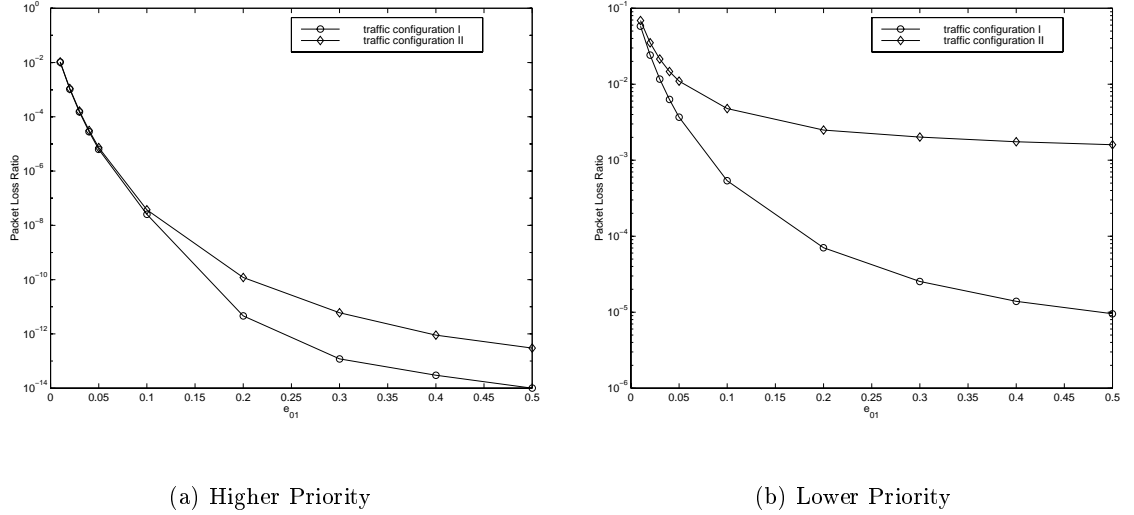 10^0
10^-2
10^-4
10^-6
10^-8
10^-10
10^-12
10^-14
Packet Loss Ratio
0 0.05 0.1 0.15 0.2 0.25 0.3 0.35 0.4 0.45 0.5
e_01
traffic configuration I
traffic configuration II
(a) Higher Priority
10^-1
10^-2
10^-3
10^-4
10^-5
10^-6
Packet Loss Ratio
0 0.05 0.1 0.15 0.2 0.25 0.3 0.35 0.4 0.45 0.5
e_01
traffic configuration I
traffic configuration II
(b) Lower Priority